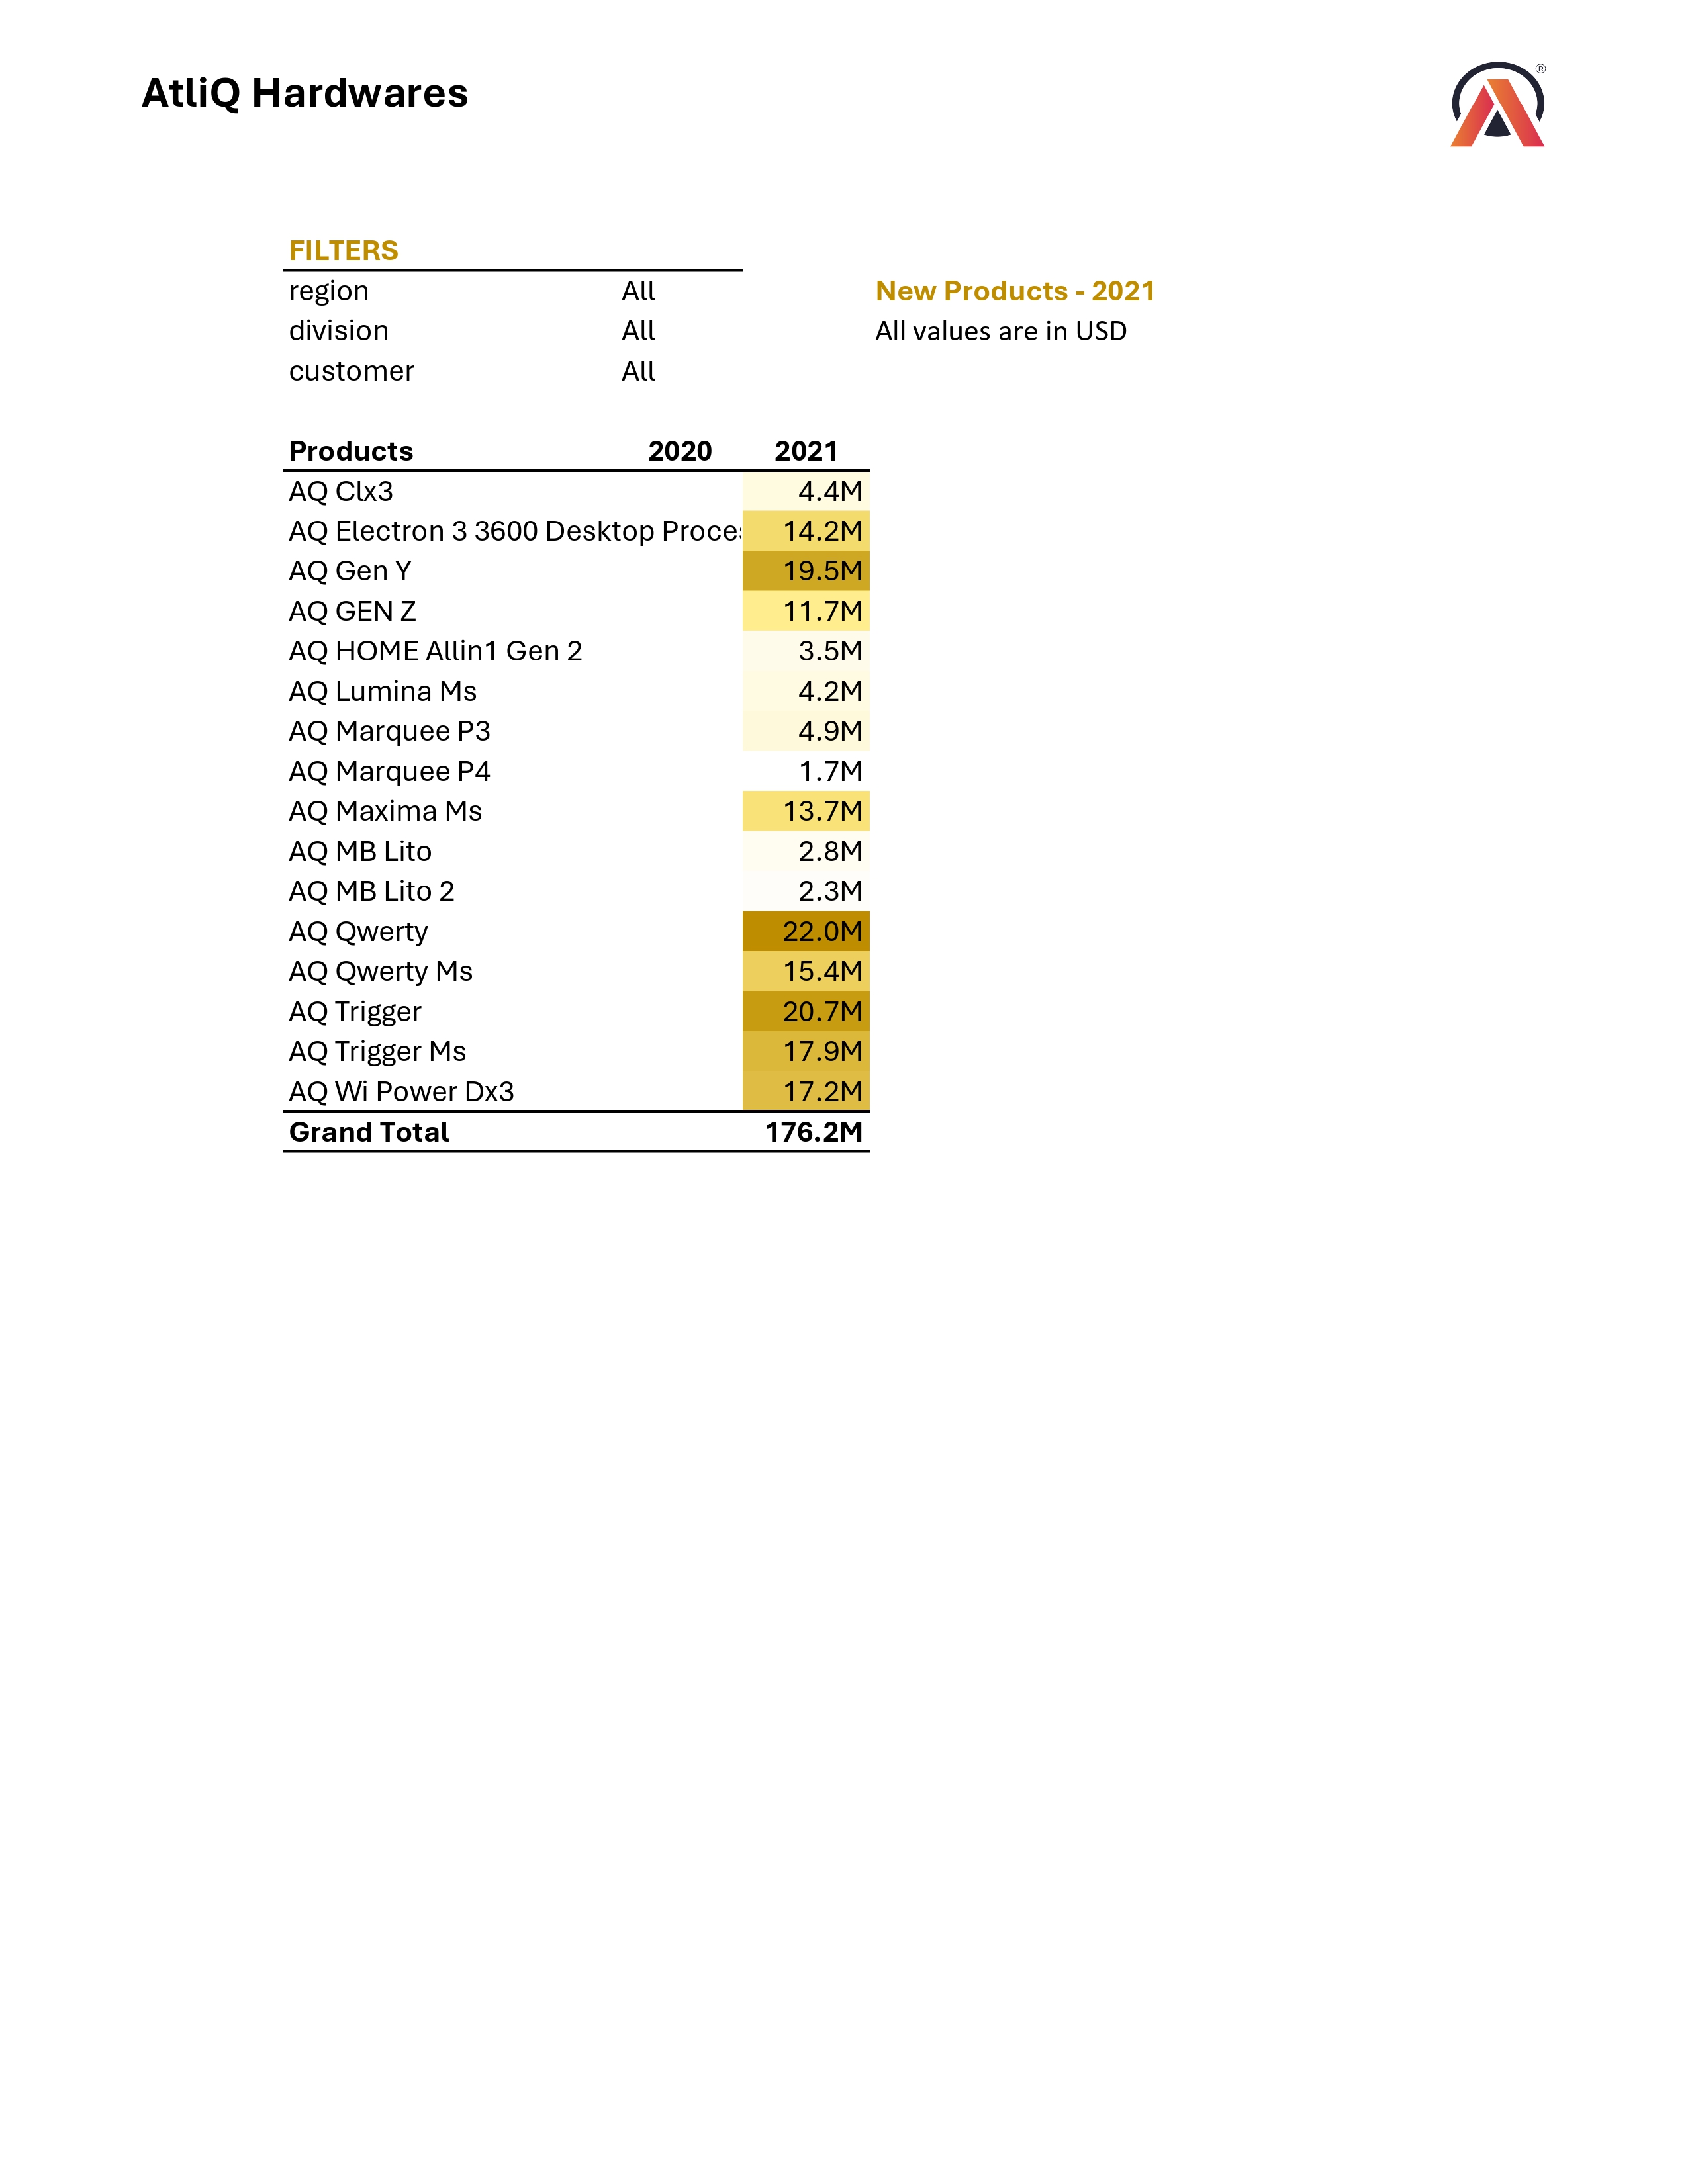 AtliQ Hardwares
®
FILTERS
region All New Products - 2021
division All All values are in USD
customer All
Products 2020 2021
AQ Clx3 4.4M
AQ Electron 3 3600 Desktop Proces 14.2M
AQ Gen Y 19.5M
AQ GEN Z 11.7M
AQ HOME Allin1 Gen 2 3.5M
AQ Lumina Ms 4.2M
AQ Marquee P3 4.9M
AQ Marquee P4 1.7M
AQ Maxima Ms 13.7M
AQ MB Lito 2.8M
AQ MB Lito 2 2.3M
AQ Qwerty 22.0M
AQ Qwerty Ms 15.4M
AQ Trigger 20.7M
AQ Trigger Ms 17.9M
AQ Wi Power Dx3 17.2M
Grand Total 176.2M